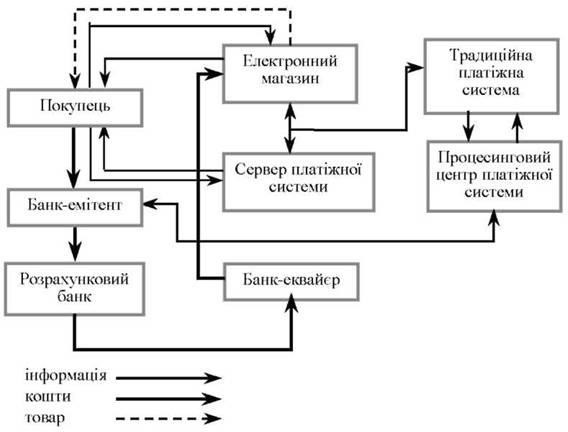 Електронний
магазин
Традиційна
платіжна
система
Покупець
Сервер платіжної
системи
Процесинговий
центр платіжної
системи
Банк-емітент
Розрахунковий
банк
Банк-еквайєр
інформація
кошти
товар